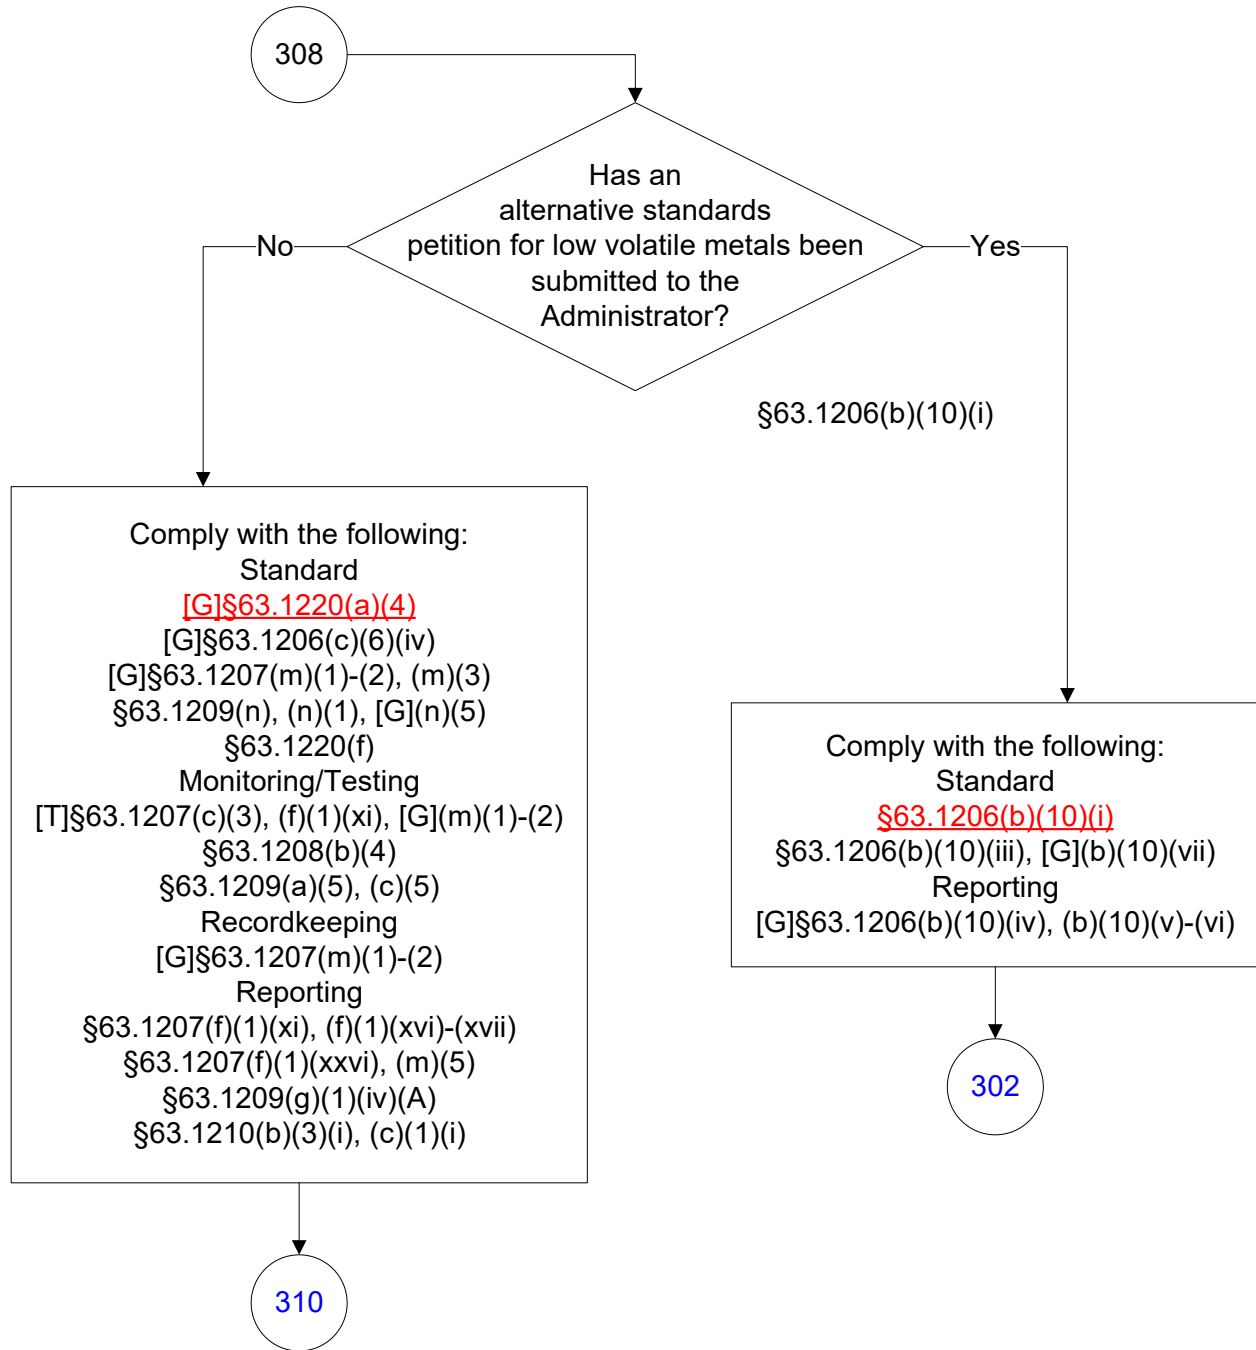 308
Has an
alternative standards
petition for low volatile metals been
submitted to the
Administrator?
No
Yes
§63.1206(b)(10)(i)
Comply with the following:
Standard
[G]§63.1220(a)(4)
[G]§63.1206(c)(6)(iv)
[G]§63.1207(m)(1)-(2), (m)(3)
§63.1209(n), (n)(1), [G](n)(5)
§63.1220(f)
Monitoring/Testing
[T]§63.1207(c)(3), (f)(1)(xi), [G](m)(1)-(2)
§63.1208(b)(4)
§63.1209(a)(5), (c)(5)
Recordkeeping
[G]§63.1207(m)(1)-(2)
Reporting
§63.1207(f)(1)(xi), (f)(1)(xvi)-(xvii)
§63.1207(f)(1)(xxvi), (m)(5)
§63.1209(g)(1)(iv)(A)
§63.1210(b)(3)(i), (c)(1)(i)
310
Comply with the following:
Standard
§63.1206(b)(10)(i)
§63.1206(b)(10)(iii), [G](b)(10)(vii)
Reporting
[G]§63.1206(b)(10)(iv), (b)(10)(v)-(vi)
302